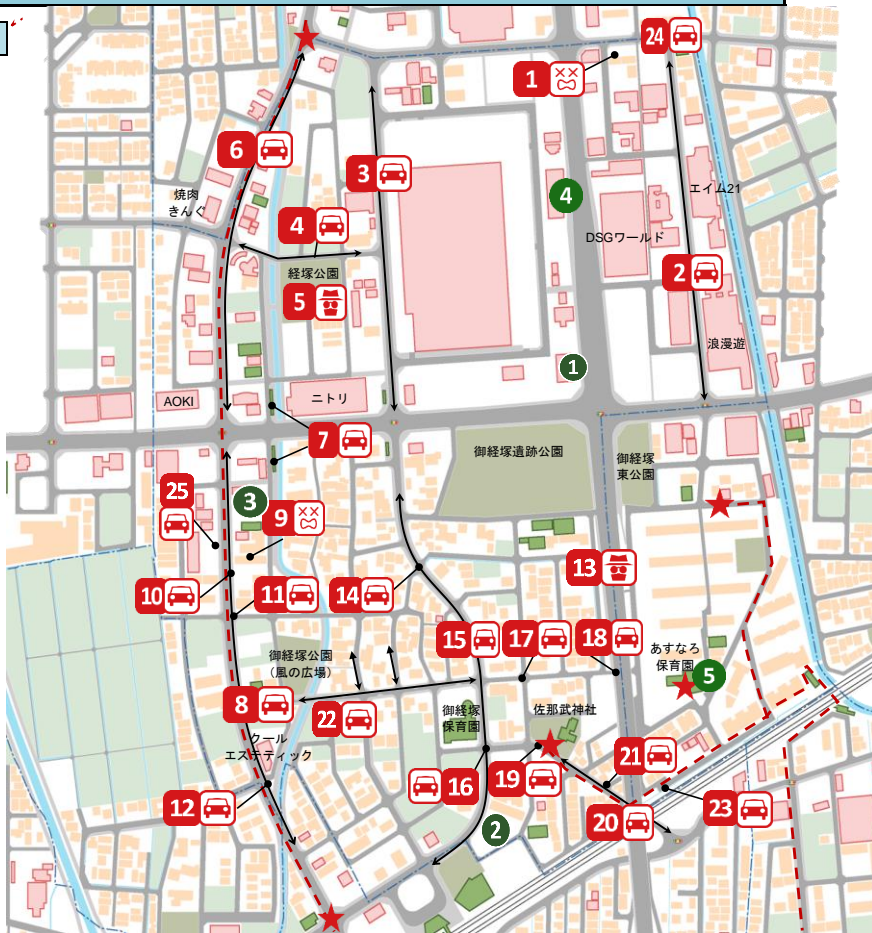 24
1
6
3
焼肉
きんぐ
エイム21
4
4
DSGワールド
経塚公園
2
5
浪漫遊
1
AOKI
ニトリ
7
御経塚遺跡公園
御経塚
東公園
25
3
9
13
10
11
14
15
17
18
あすなろ
保育園
御経塚公園
(風の広場)
5
8
22
御経塚
保育園
佐那武神社
クール
エステティック
21
16
19
12
2
20
23